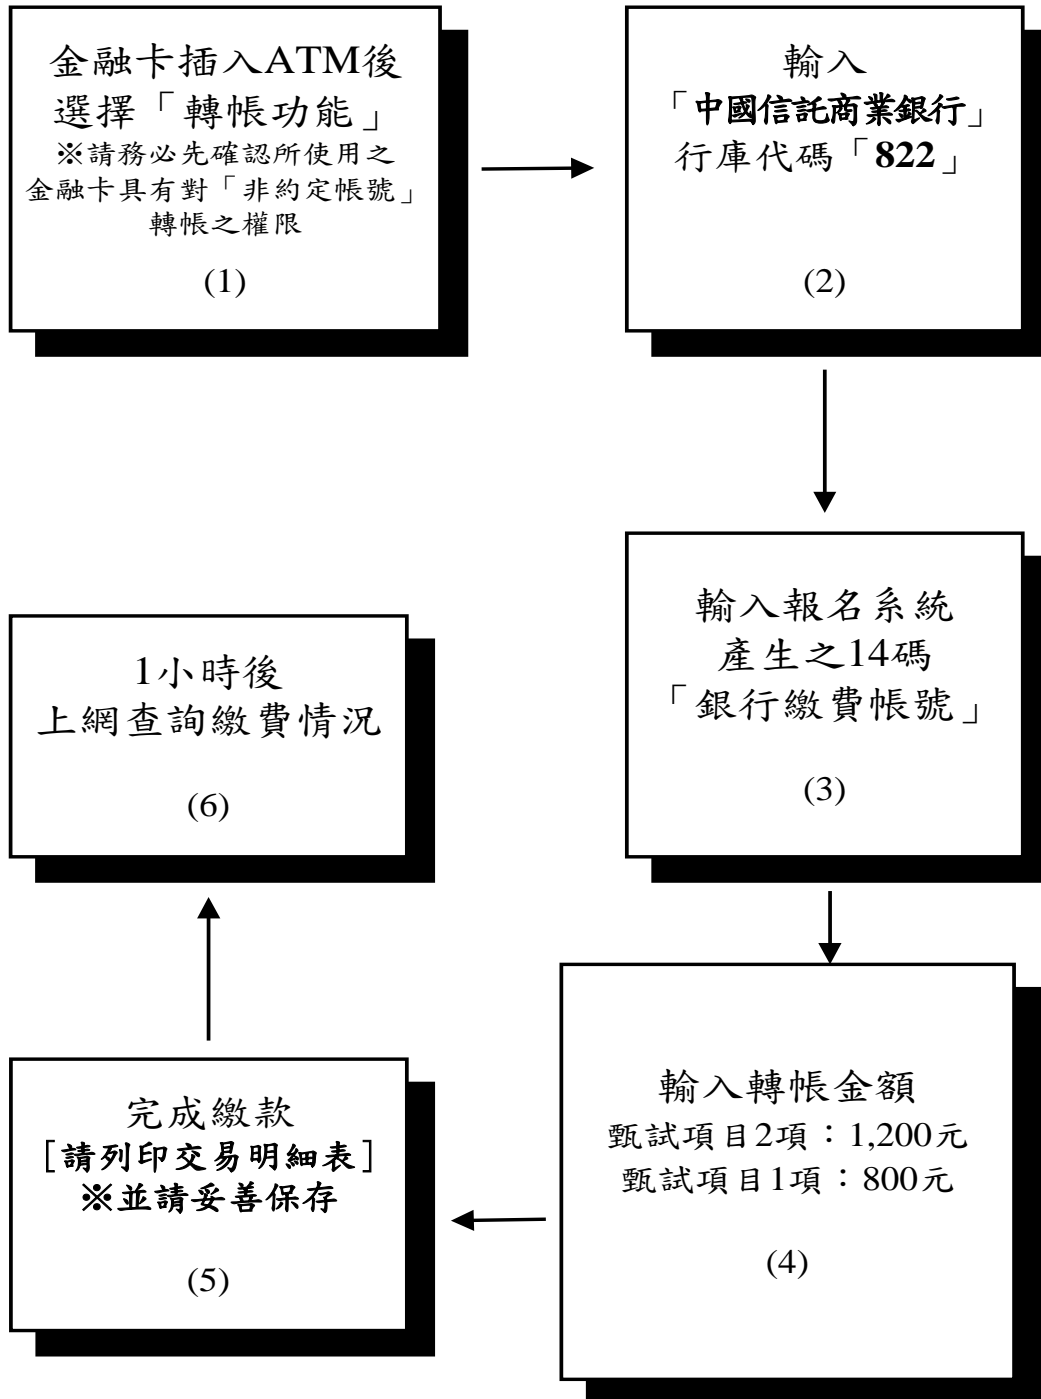 金融卡插入ATM後
選擇「轉帳功能」
※請務必先確認所使用之
金融卡具有對「非約定帳號」
轉帳之權限
(1)
輸入
「中國信託商業銀行」
行庫代碼「822」
(2)
輸入報名系統
產生之14碼
「銀行繳費帳號」
(3)
輸入轉帳金額
甄試項目2項：1,200元
甄試項目1項：800元
(4)
完成繳款
[請列印交易明細表]
※並請妥善保存
(5)
1小時後
上網查詢繳費情況
(6)